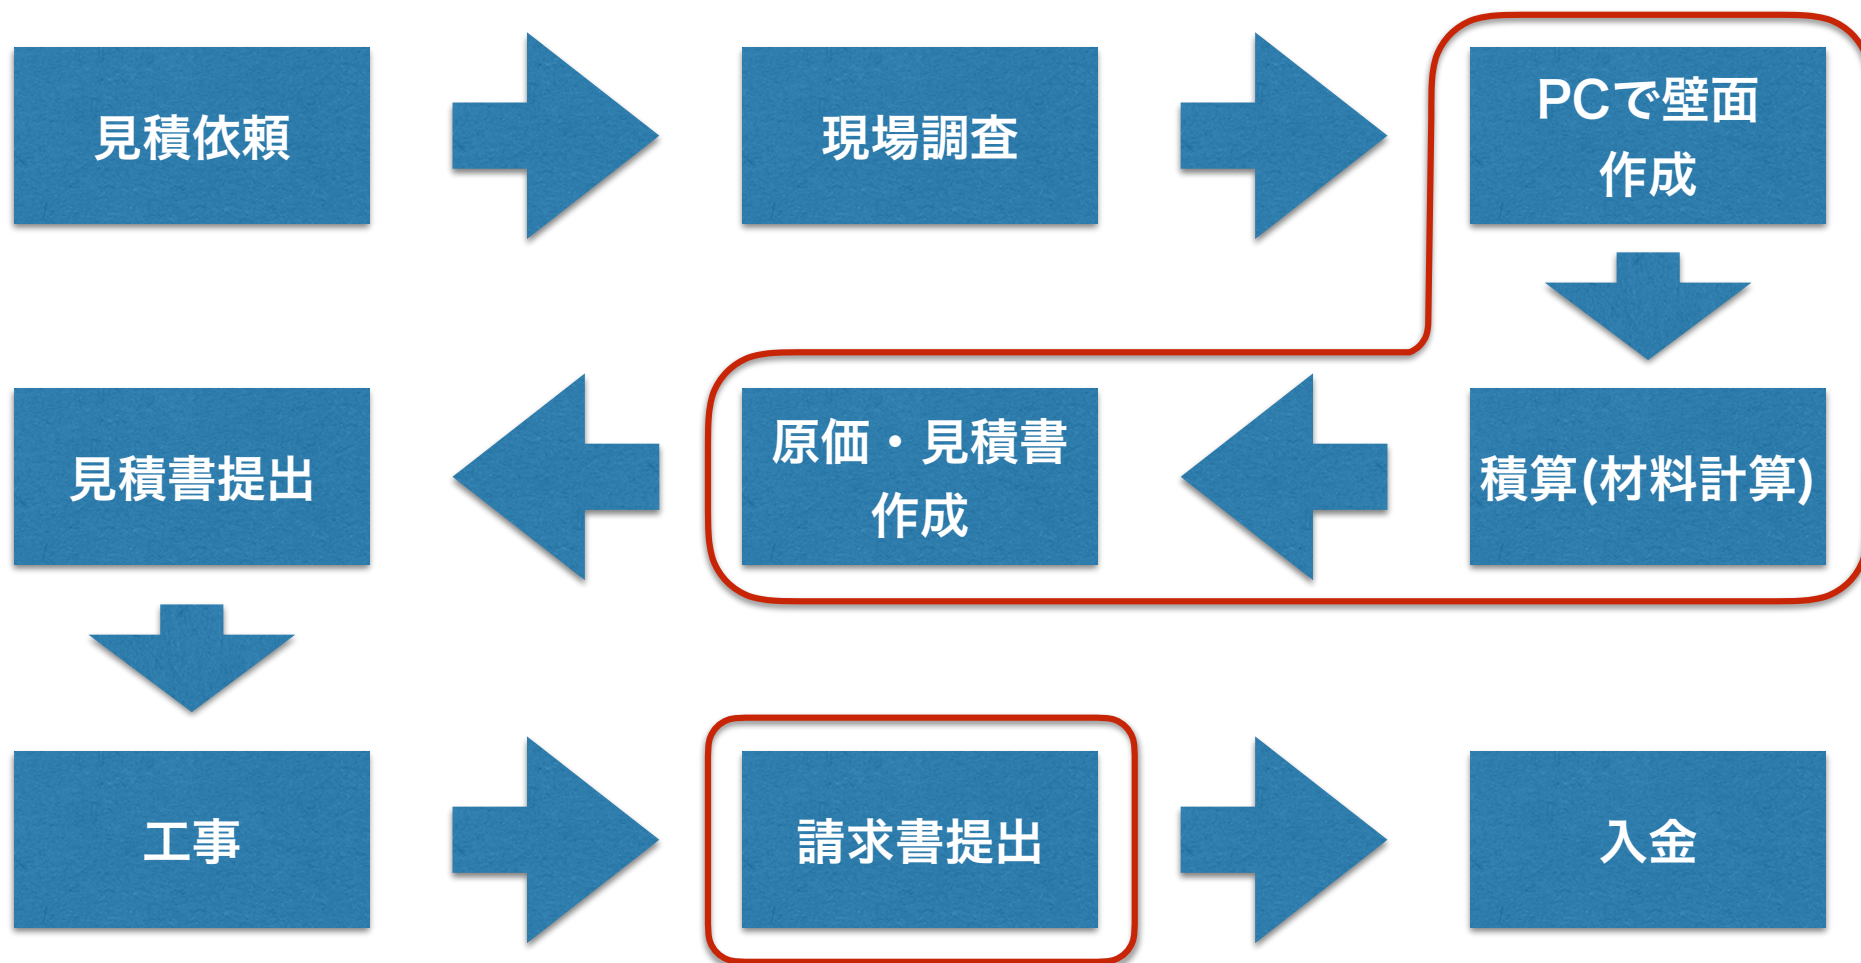 見積依頼
現場調査
PCで壁面
作成
積算(材料計算)
原価・見積書
作成
見積書提出
工事
請求書提出
入金